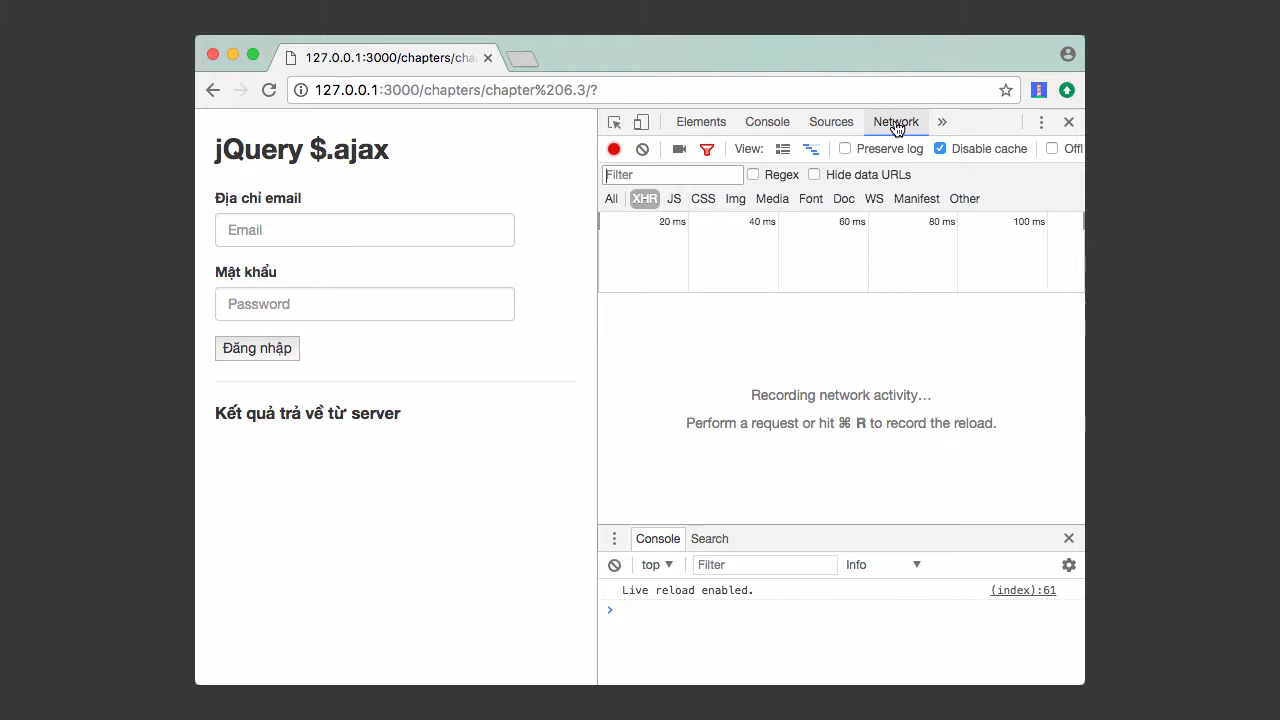 127.0.0.1:3000/chapters/cha
127.0.0.1:3000/chapters/chapter%206.3/?
jQuery $.ajax
Địa chỉ email
Email
Mật khẩu
Password
Đăng nhập
Kết quả trả về từ server
Elements Console Sources Network »
View: Preserve log Disable cache Offl
Filter Regex Hide data URLs
All XHR JS CSS Img Media Font Doc WS Manifest Other
20 ms 40 ms 60 ms 80 ms 100 ms
Recording network activity…
Perform a request or hit ⌘ R to record the reload.
Console Search
top ▼ Filter Info ▼
Live reload enabled. (index):61
>